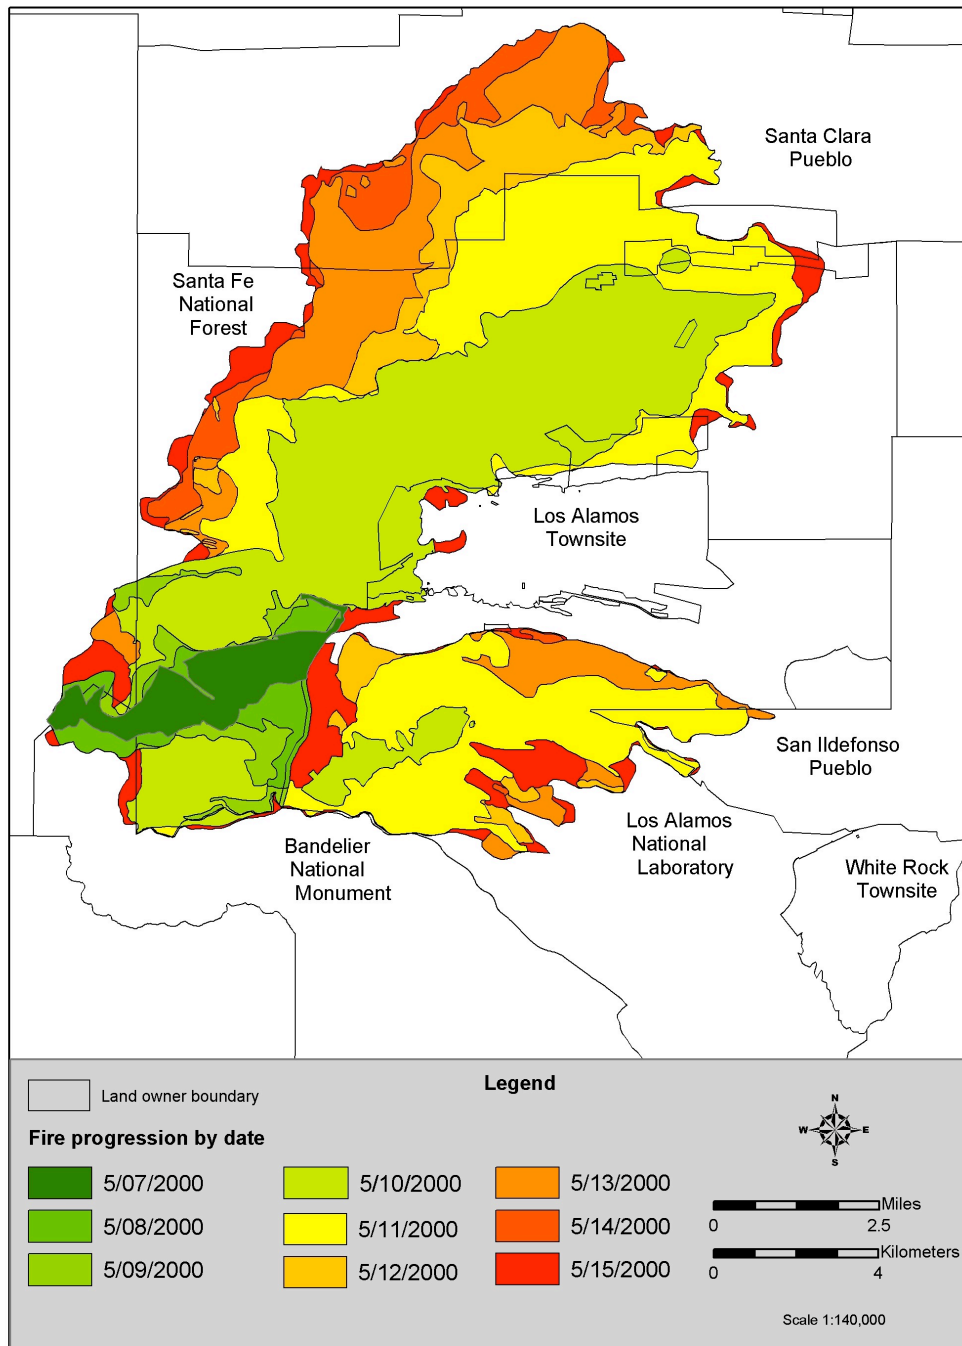 Santa Clara
Pueblo
Santa Fe
National
Forest
Los Alamos
Townsite
San Ildefonso
Pueblo
Bandelier
National
Monument
Los Alamos
National
Laboratory
White Rock
Townsite
Legend
Land owner boundary
Fire progression by date
5/07/2000
5/08/2000
5/09/2000
5/10/2000
5/11/2000
5/12/2000
5/13/2000
5/14/2000
5/15/2000
N
W E
S
Miles
0 2.5
Kilometers
0 4
Scale 1:140,000